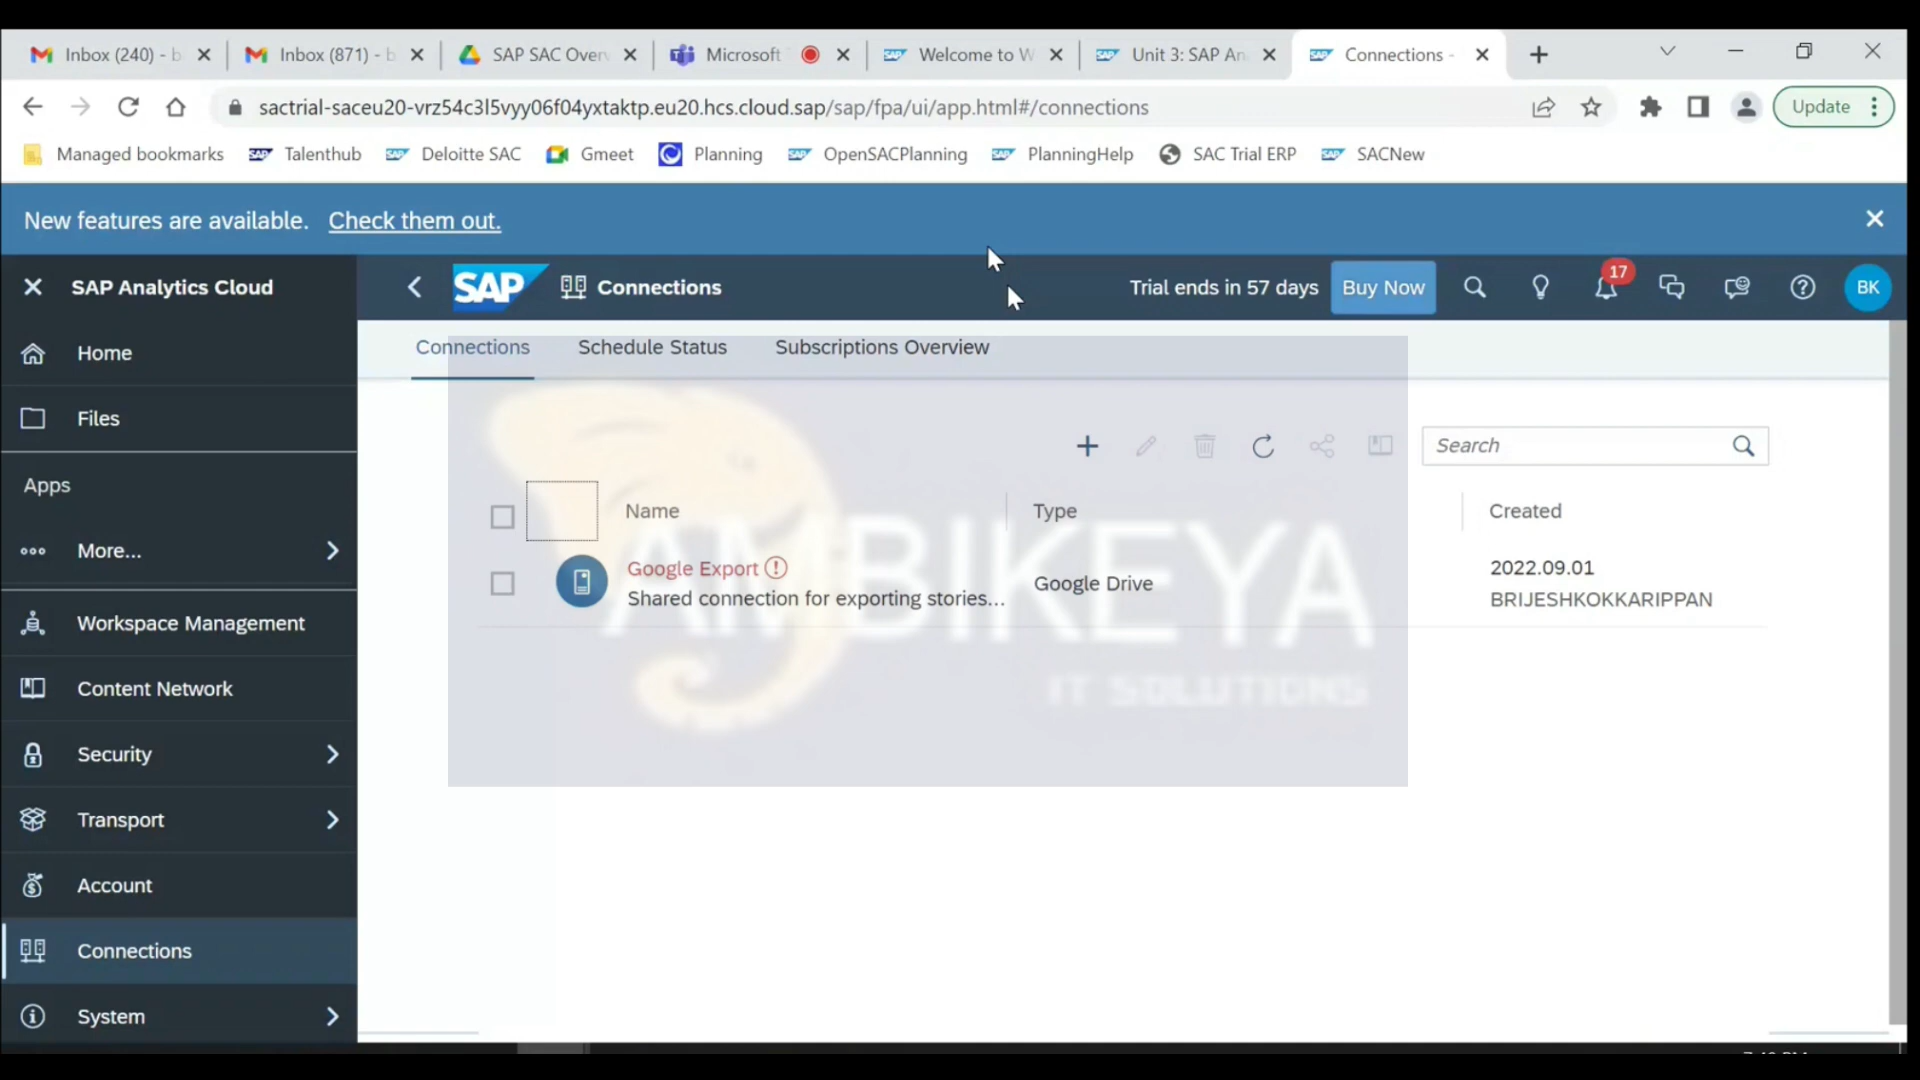 Inbox (240) - b
Inbox (871) - b
SAP SAC Over
Microsoft
Welcome to W
Unit 3: SAP An
Connections -
sactrial-saceu20-vrz54c3l5vyy06f04yxtaktp.eu20.hcs.cloud.sap/sap/fpa/ui/app.html#/connections
Update
Managed bookmarks
Talenthub
Deloitte SAC
Gmeet
Planning
OpenSACPlanning
PlanningHelp
SAC Trial ERP
SACNew
New features are available. Check them out.
SAP Analytics Cloud
SAP
Connections
Trial ends in 57 days
Buy Now
17
BK
Home
Files
Apps
More...
Workspace Management
Content Network
Security
Transport
Account
Connections
System
Connections
Schedule Status
Subscriptions Overview
Search
Name
Type
Created
Google Export
Shared connection for exporting stories...
Google Drive
2022.09.01
BRIJESHKOKKARIPPAN
AMBIKEYA
IT SOLUTIONS